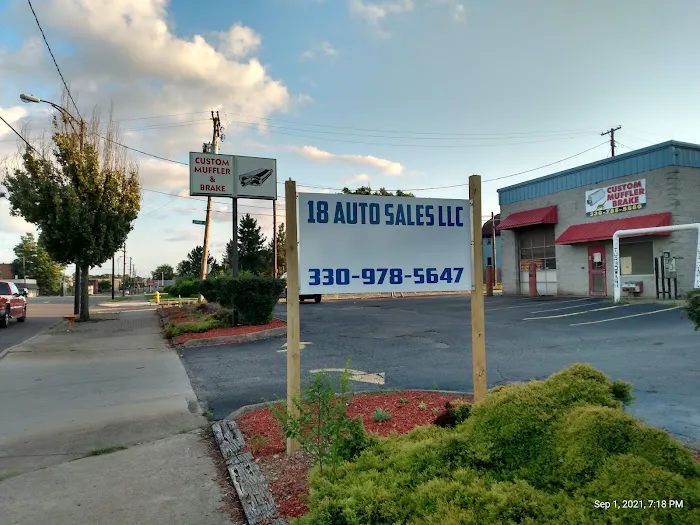 CUSTOM
MUFFLER
&
BRAKE
18 AUTO SALES LLC
330-978-5647
CUSTOM
MUFFLER
BRAKE
Sep 1, 2021, 7:18 PM